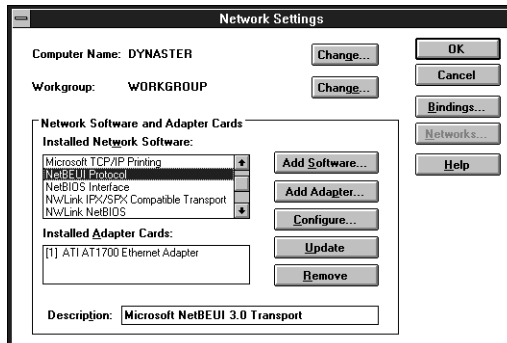 Network Settings
Computer Name: DYNASTER
Change...
OK
Cancel
Workgroup: WORKGROUP
Change...
Bindings...
Networks...
Help
Network Software and Adapter Cards
Installed Network Software:
Microsoft TCP/IP Printing
NetBEUI Protocol
NetBIOS Interface
NWLink IPX/SPX Compatible Transport
NWLink NetBIOS
Add Software...
Add Adapter...
Configure...
Update
Remove
Installed Adapter Cards:
[1] ATI AT1700 Ethernet Adapter
Description: Microsoft NetBEUI 3.0 Transport